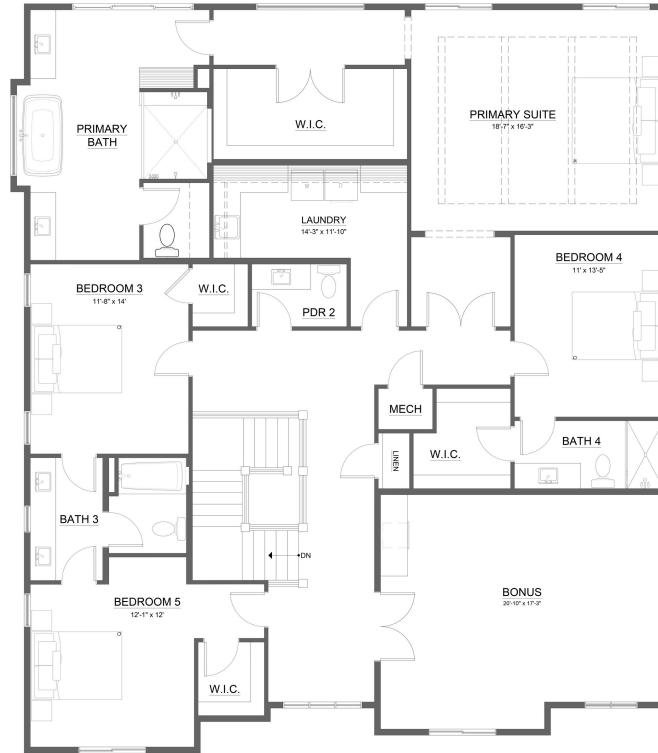 PRIMARY
BATH
W.I.C.
PRIMARY SUITE
18'-7" x 16'-3"
LAUNDRY
14'-3" x 11'-10"
BEDROOM 3
11'-8" x 14'
W.I.C.
PDR 2
BEDROOM 4
11' x 13'-5"
MECH
LINEN
W.I.C.
BATH 4
BATH 3
DN
BEDROOM 5
12'-1" x 12'
W.I.C.
BONUS
20'-10" x 17'-3"